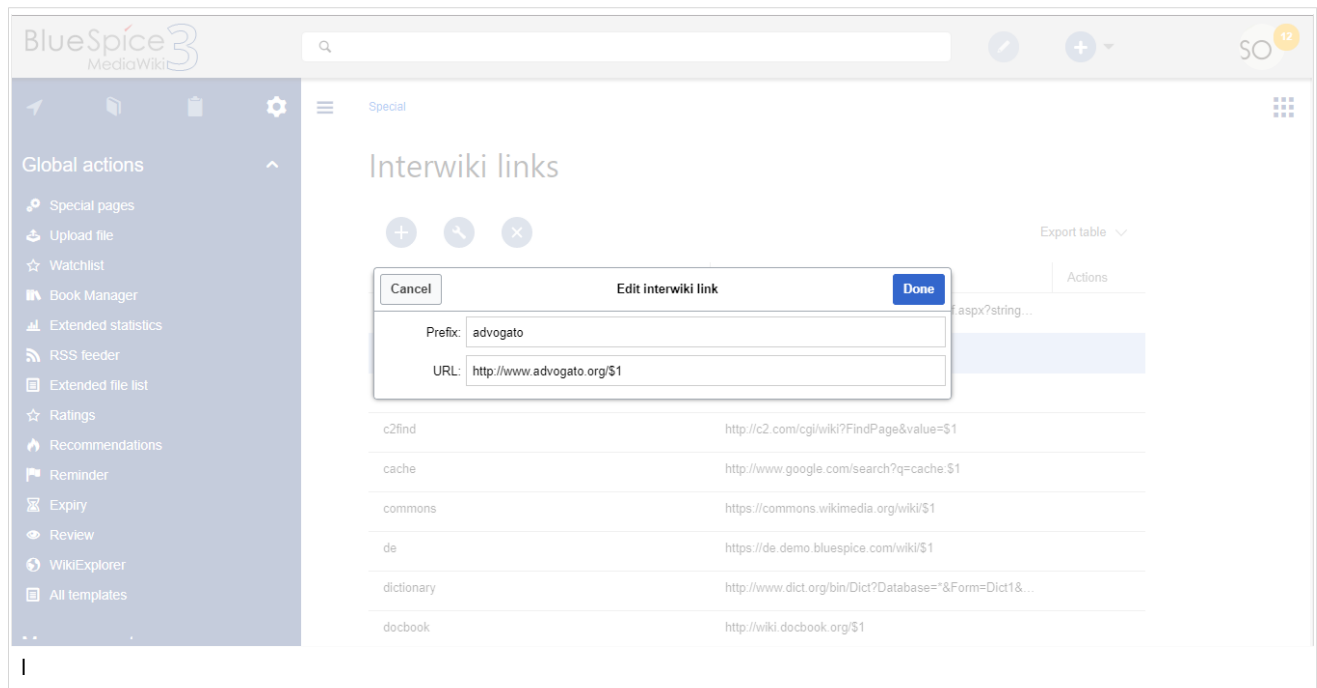 BlueSpice 3
MediaWiki
SO
12
Special
Global actions
Interwiki links
Special pages
Upload file
Watchlist
Book Manager
Extended statistics
RSS feeder
Extended file list
Ratings
Recommendations
Reminder
Expiry
Review
WikiExplorer
All templates
Export table
Actions
Cancel
Edit interwiki link
Done
Prefix: advogato
URL: http://www.advogato.org/$1
f.aspx?string...
c2find http://c2.com/cgi/wiki?FindPage&value=$1
cache http://www.google.com/search?q=cache:$1
commons https://commons.wikimedia.org/wiki/$1
de https://de.demo.bluespice.com/wiki/$1
dictionary http://www.dict.org/bin/Dict?Database=*&Form=Dict1&...
docbook http://wiki.docbook.org/$1